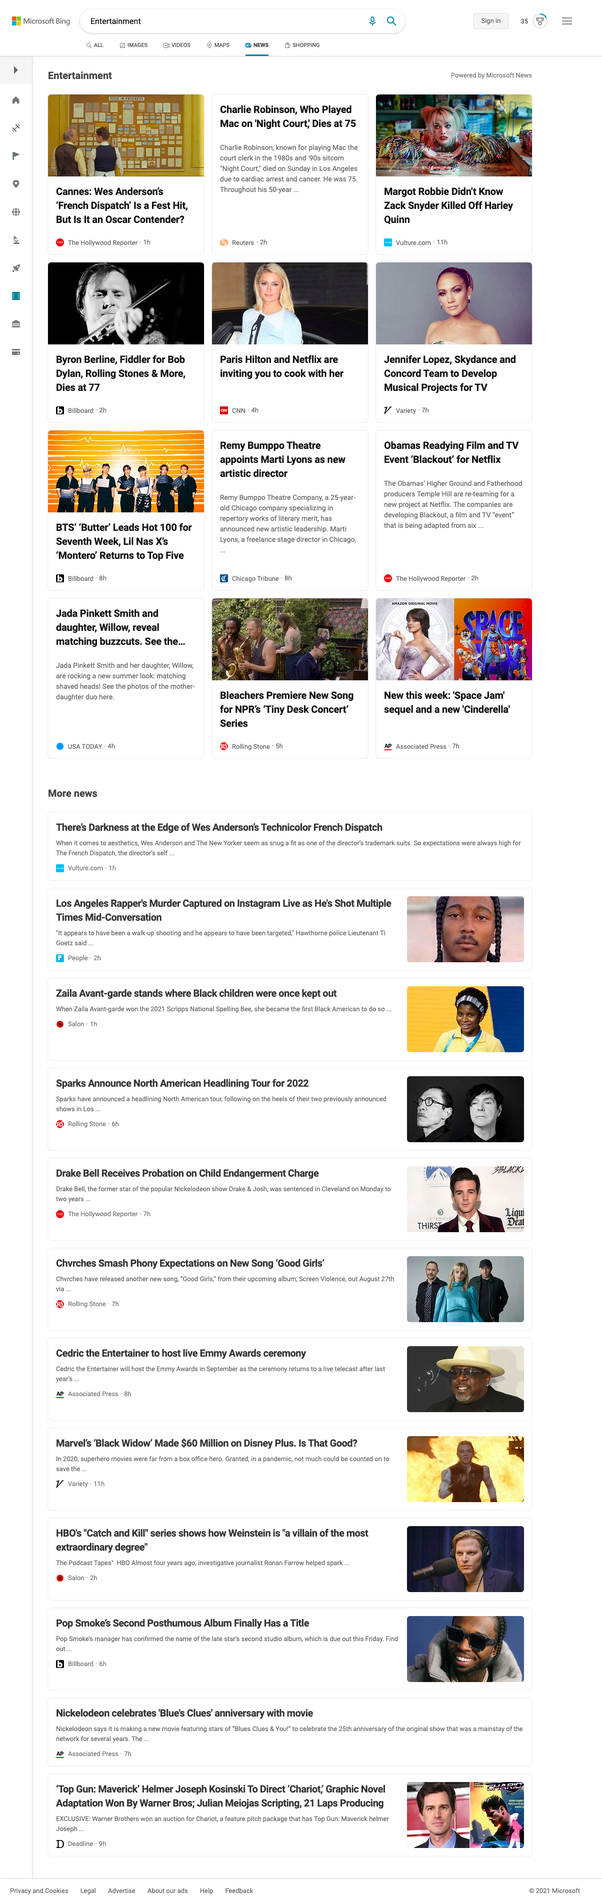 Microsoft Bing
Entertainment
Sign in
35
ALL
IMAGES
VIDEOS
MAPS
NEWS
SHOPPING
Entertainment
Powered by Microsoft News
Cannes: Wes Anderson's
'French Dispatch' Is a Fest Hit,
But Is It an Oscar Contender?
The Hollywood Reporter · 1h
Charlie Robinson, Who Played
Mac on 'Night Court,' Dies at 75
Charlie Robinson, known for playing Mac the
court clerk in the 1980s and '90s sitcom
"Night Court," died on Sunday in Los Angeles
due to cardiac arrest and cancer. He was 75.
Throughout his 50-year ...
Reuters · 2h
Margot Robbie Didn't Know
Zack Snyder Killed Off Harley
Quinn
Vulture.com · 11h
Byron Berline, Fiddler for Bob
Dylan, Rolling Stones & More,
Dies at 77
Billboard · 2h
Paris Hilton and Netflix are
inviting you to cook with her
CNN · 4h
Jennifer Lopez, Skydance and
Concord Team to Develop
Musical Projects for TV
Variety · 7h
BTS' 'Butter' Leads Hot 100 for
Seventh Week, Lil Nas X's
'Montero' Returns to Top Five
Billboard · 8h
Remy Bumppo Theatre
appoints Marti Lyons as new
artistic director
Remy Bumppo Theatre Company, a 25-year-
old Chicago company specializing in
repertory works of literary merit, has
announced new artistic leadership. Marti
Lyons, a freelance stage director in Chicago,
...
Chicago Tribune · 8h
Obamas Readying Film and TV
Event 'Blackout' for Netflix
The Obamas' Higher Ground and Fatherhood
producers Temple Hill are re-teaming for a
new project at Netflix. The companies are
developing Blackout, a film and TV "event"
that is being adapted from six ...
The Hollywood Reporter · 2h
Jada Pinkett Smith and
daughter, Willow, reveal
matching buzzcuts. See the...
Jada Pinkett Smith and her daughter, Willow,
are rocking a new summer look: matching
shaved heads! See the photos of the mother-
daughter duo here.
USA TODAY · 4h
Bleachers Premiere New Song
for NPR's 'Tiny Desk Concert'
Series
Rolling Stone · 5h
AMAZON ORIGINAL MOVIE
SPACE
New this week: 'Space Jam'
sequel and a new 'Cinderella'
AP
Associated Press · 7h
More news
There's Darkness at the Edge of Wes Anderson's Technicolor French Dispatch
When it comes to aesthetics, Wes Anderson and The New Yorker seem as snug a fit as one of the director's trademark suits. So expectations were always high for
The French Dispatch, the director's self ...
Vulture.com · 1h
Los Angeles Rapper's Murder Captured on Instagram Live as He's Shot Multiple
Times Mid-Conversation
"It appears to have been a walk-up shooting and he appears to have been targeted," Hawthorne police Lieutenant Ti
Goetz said ...
People · 2h
Zaila Avant-garde stands where Black children were once kept out
When Zaila Avant-garde won the 2021 Scripps National Spelling Bee, she became the first Black American to do so ...
Salon · 1h
Sparks Announce North American Headlining Tour for 2022
Sparks have announced a headlining North American tour, following on the heels of their two previously announced
shows in Los ...
Rolling Stone · 6h
Drake Bell Receives Probation on Child Endangerment Charge
Drake Bell, the former star of the popular Nickelodeon show Drake & Josh, was sentenced in Cleveland on Monday to
two years ...
The Hollywood Reporter · 7h
THIRST
Liqui
Deat
Chvrches Smash Phony Expectations on New Song 'Good Girls'
Chvrches have released another new song, "Good Girls," from their upcoming album, Screen Violence, out August 27th
via ...
Rolling Stone · 7h
Cedric the Entertainer to host live Emmy Awards ceremony
Cedric the Entertainer will host the Emmy Awards in September as the ceremony returns to a live telecast after last
year's ...
AP
Associated Press · 8h
Marvel's 'Black Widow' Made $60 Million on Disney Plus. Is That Good?
In 2020, superhero movies were far from a box office hero. Granted, in a pandemic, not much could be counted on to
save the ...
Variety · 11h
HBO's "Catch and Kill" series shows how Weinstein is "a villain of the most
extraordinary degree"
The Podcast Tapes" HBO Almost four years ago, investigative journalist Ronan Farrow helped spark ...
Salon · 2h
Pop Smoke's Second Posthumous Album Finally Has a Title
Pop Smoke's manager has confirmed the name of the late star's second studio album, which is due out this Friday. Find
out ...
Billboard · 6h
Nickelodeon celebrates 'Blue's Clues' anniversary with movie
Nickelodeon says it is making a new movie featuring stars of "Blues Clues & You!" to celebrate the 25th anniversary of the original show that was a mainstay of the
network for several years. The ...
AP
Associated Press · 7h
'Top Gun: Maverick' Helmer Joseph Kosinski To Direct 'Chariot,' Graphic Novel
Adaptation Won By Warner Bros; Julian Meiojas Scripting, 21 Laps Producing
EXCLUSIVE: Warner Brothers won an auction for Chariot, a feature pitch package that has Top Gun: Maverick helmer
Joseph ...
Deadline · 9h
Privacy and Cookies
Legal
Advertise
About our ads
Help
Feedback
© 2021 Microsoft